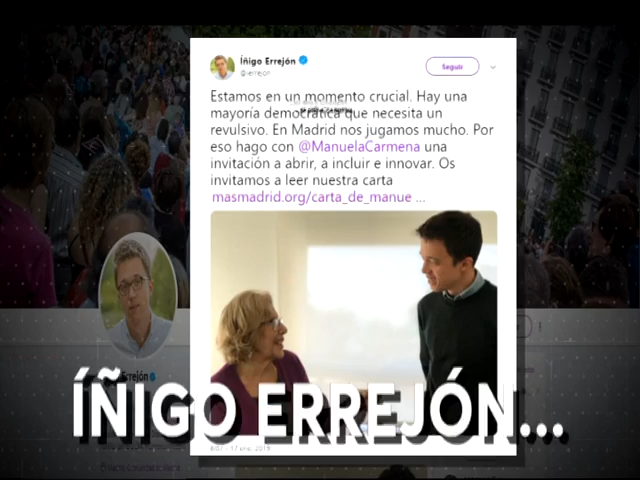 Íñigo Errejón
@ierrejon
Seguir
Estamos en un momento crucial. Hay una
mayoría democrática que necesita un
revulsivo. En Madrid nos jugamos mucho. Por
eso hago con @ManuelaCarmena una
invitación a abrir, a incluir e innovar. Os
invitamos a leer nuestra carta
masmadrid.org/carta_de_manue ...
Errejón
ÍÑIGO ERREJÓN...
17 ene. 2019